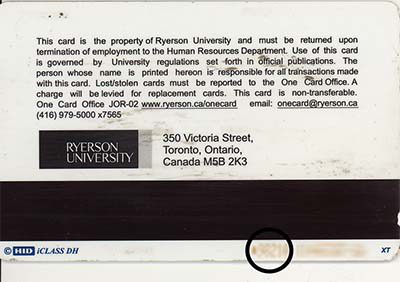 This card is the property of Ryerson University and must be returned upon
termination of employment to the Human Resources Department. Use of this card
is governed by University regulations set forth in official publications. The
person whose name is printed hereon is responsible for all transactions made
with this card. Lost/stolen cards must be reported to the One Card Office. A
charge will be levied for replacement cards. This card is non-transferable.
One Card Office JOR-02 www.ryerson.ca/onecard email: onecard@ryerson.ca
(416) 979-5000 x7565
RYERSON
UNIVERSITY
350 Victoria Street,
Toronto, Ontario,
Canada M5B 2K3
© HID iCLASS DH
XT